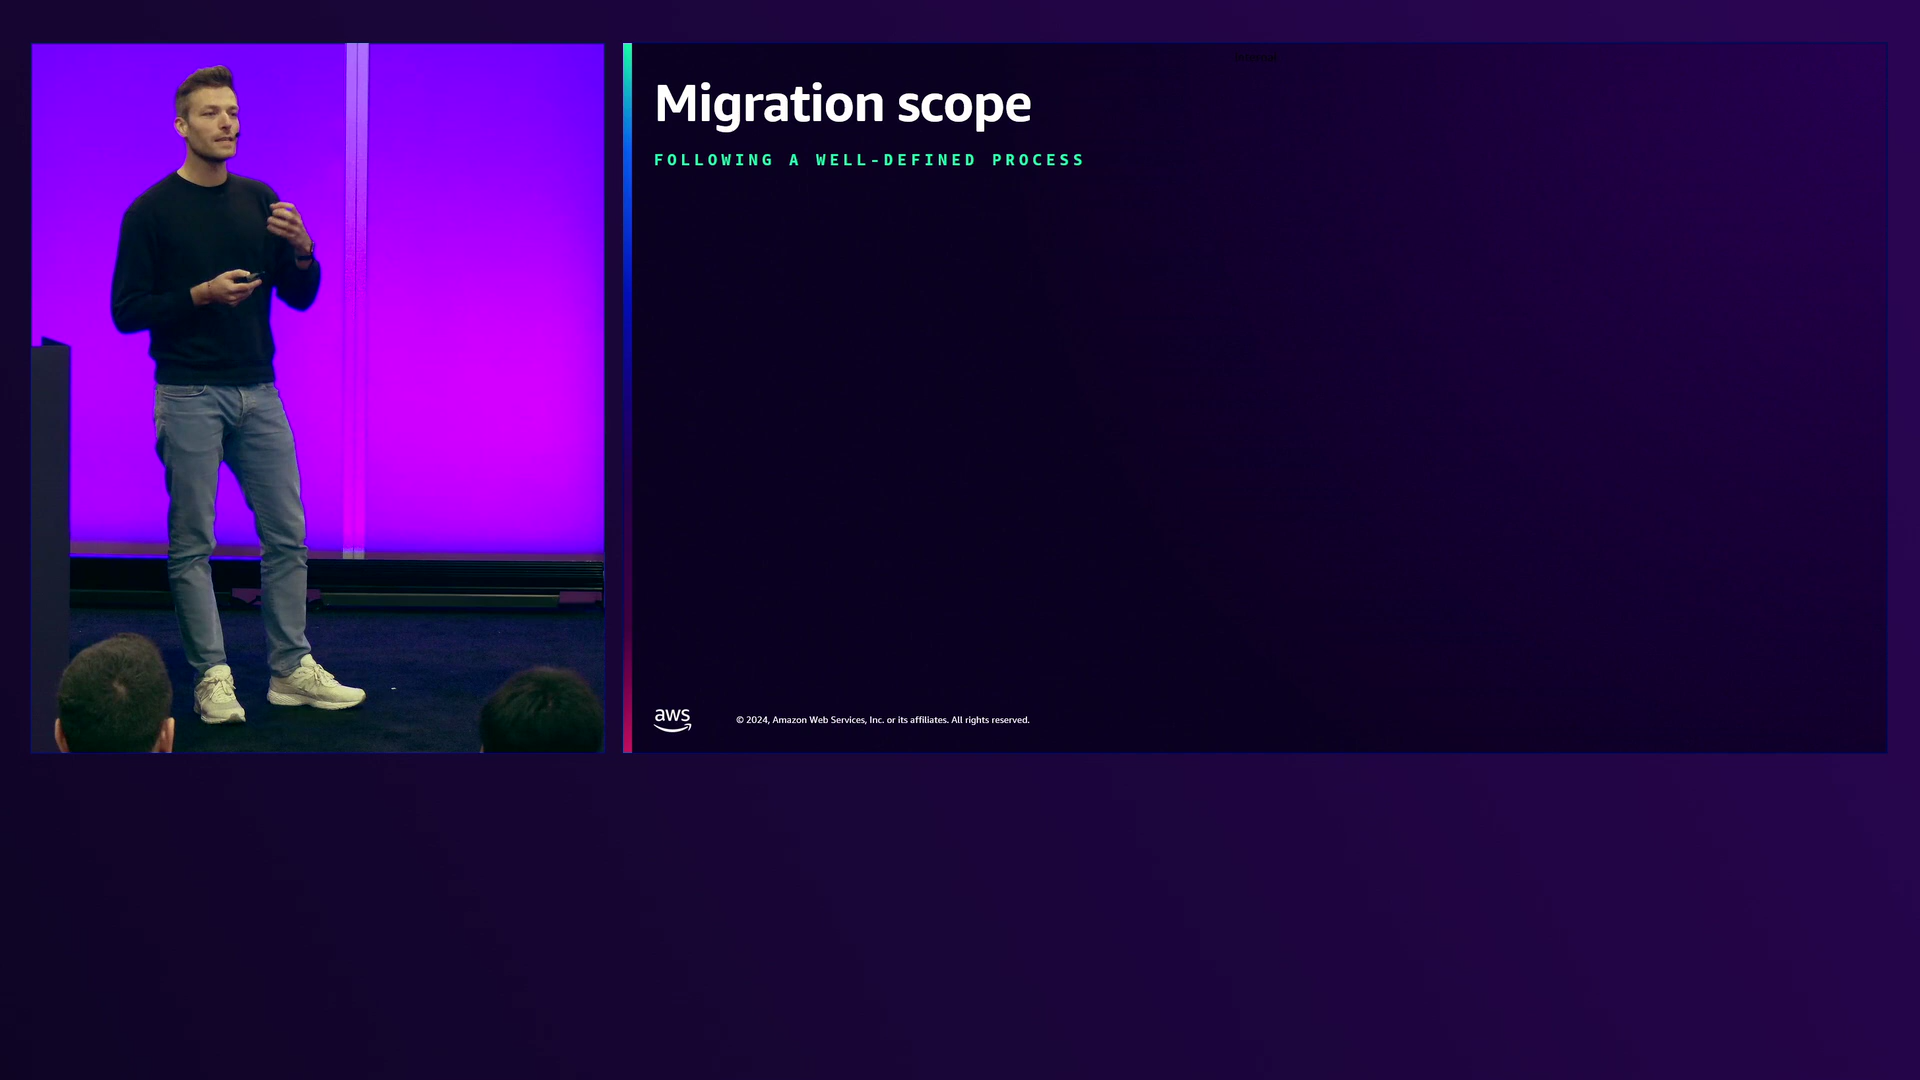 Migration scope
FOLLOWING A WELL-DEFINED PROCESS
aws
© 2024, Amazon Web Services, Inc. or its affiliates. All rights reserved.